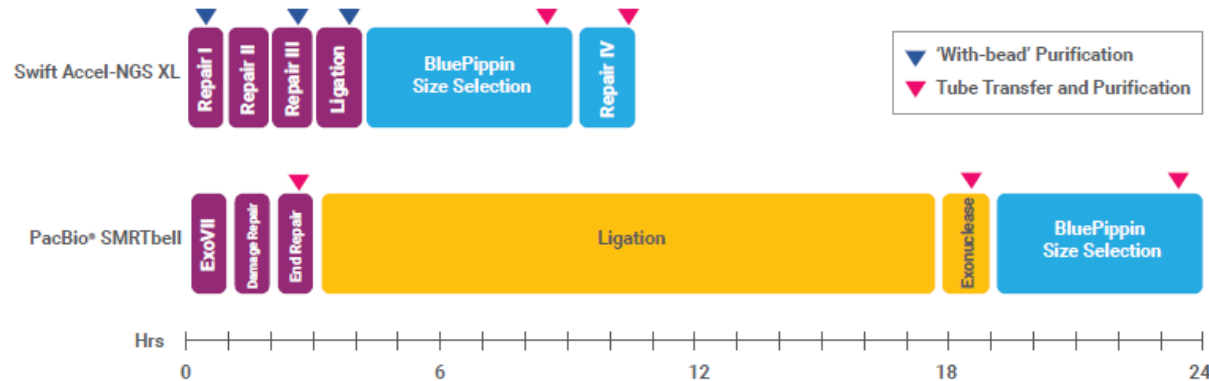 Swift Accel-NGS XL
Repair I
Repair II
Repair III
Ligation
BluePippin
Size Selection
Repair IV
'With-bead' Purification
Tube Transfer and Purification
PacBio® SMRTbell
ExoVII
Damage Repair
End Repair
Ligation
Exonuclease
BluePippin
Size Selection
Hrs
0
6
12
18
24